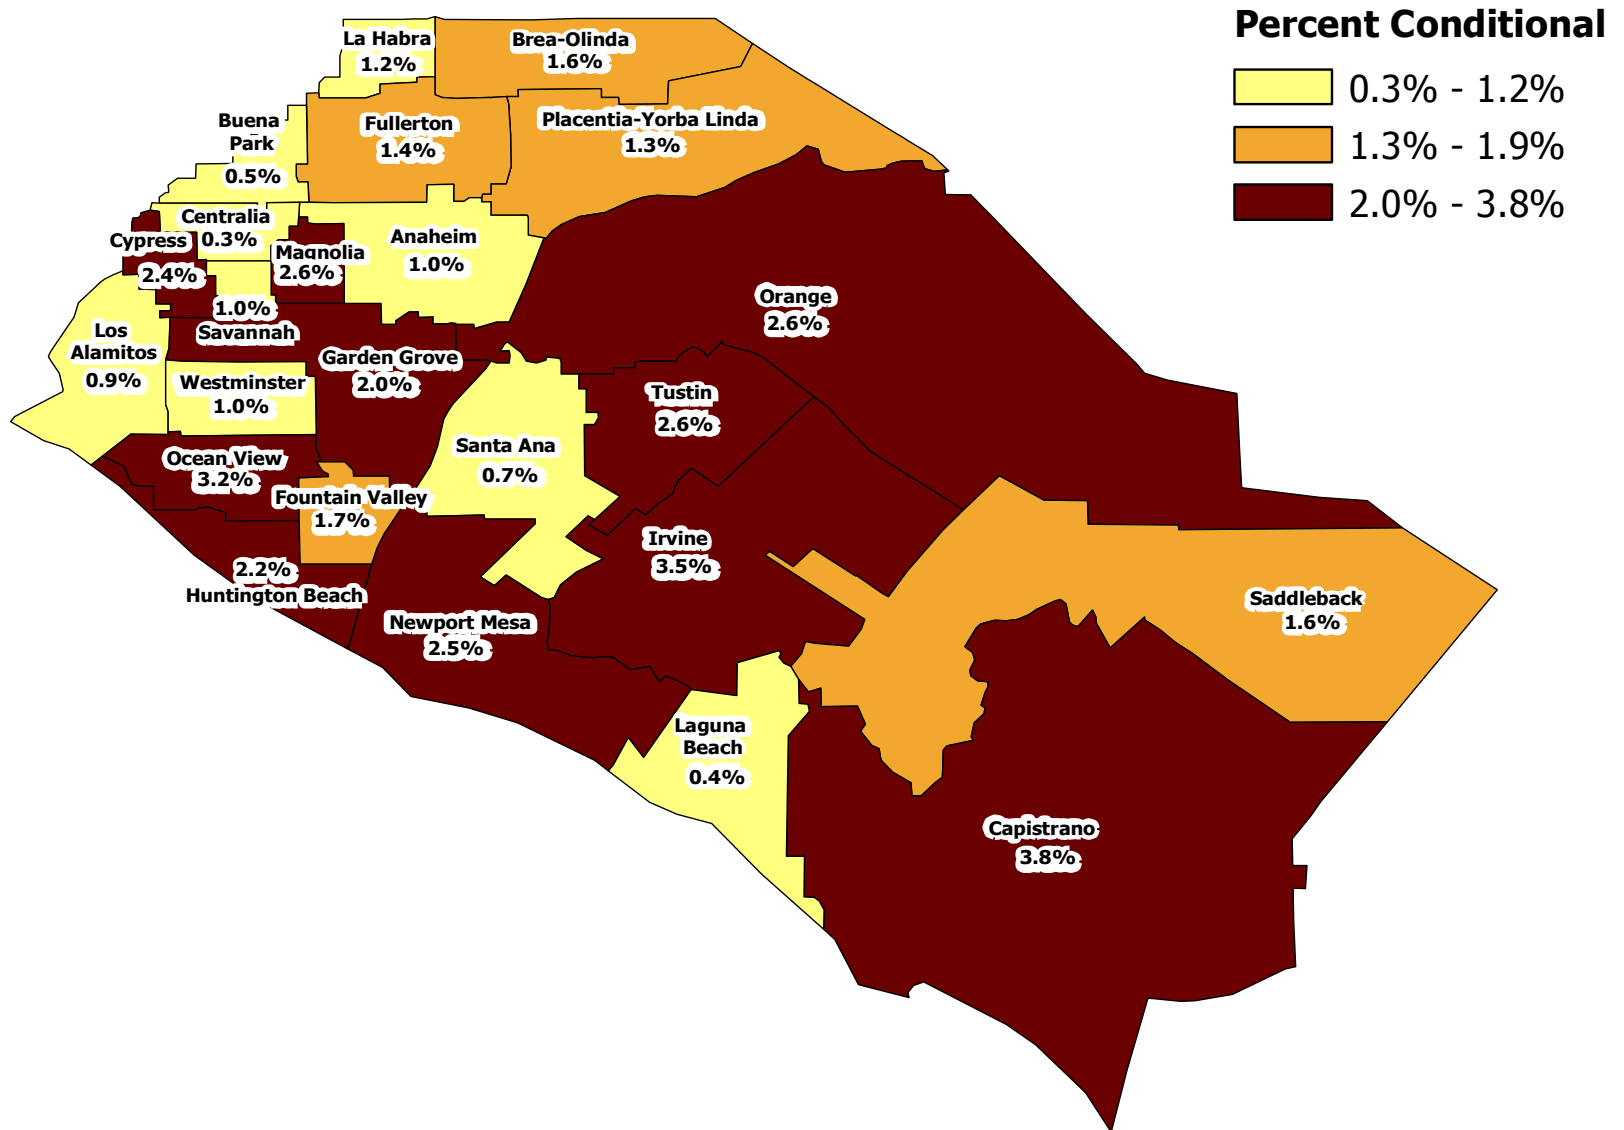 Percent Conditional
0.3% - 1.2%
1.3% - 1.9%
2.0% - 3.8%
La Habra
1.2%
Brea-Olinda
1.6%
Buena
Park
0.5%
Fullerton
1.4%
Placentia-Yorba Linda
1.3%
Centralia
0.3%
Cypress
2.4%
Magnolia
2.6%
Anaheim
1.0%
1.0%
Savannah
Orange
2.6%
Los
Alamitos
0.9%
Garden Grove
2.0%
Westminster
1.0%
Tustin
2.6%
Santa Ana
0.7%
Ocean View
3.2%
Fountain Valley
1.7%
Irvine
3.5%
2.2%
Huntington Beach
Newport Mesa
2.5%
Saddleback
1.6%
Laguna
Beach
0.4%
Capistrano
3.8%